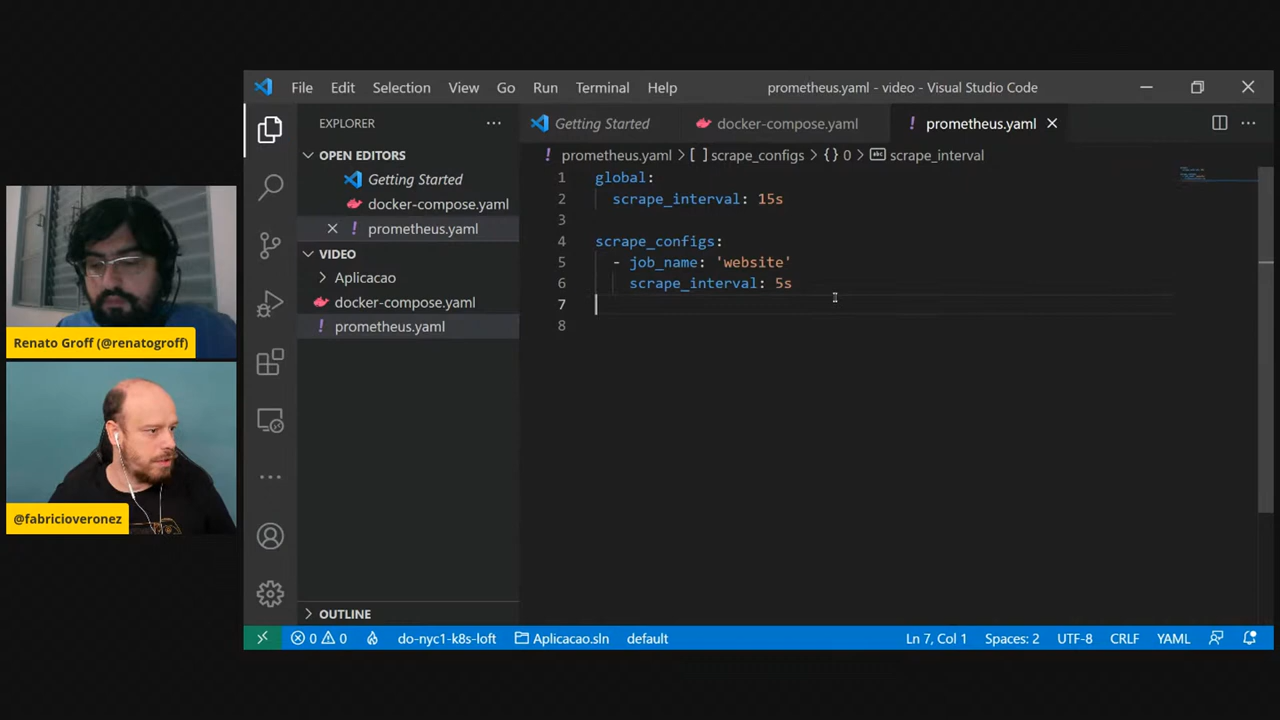 File Edit Selection View Go Run Terminal Help
prometheus.yaml - video - Visual Studio Code
EXPLORER
Getting Started
docker-compose.yaml
prometheus.yaml
OPEN EDITORS
Getting Started
docker-compose.yaml
prometheus.yaml
VIDEO
Aplicacao
docker-compose.yaml
prometheus.yaml
OUTLINE
prometheus.yaml > [ ] scrape_configs > {} 0 > abc scrape_interval
1 global:
2 scrape_interval: 15s
3
4 scrape_configs:
5 - job_name: 'website'
6 scrape_interval: 5s
7
8
Renato Groff (@renatogroff)
@fabricioveronez
0 0 do-nyc1-k8s-loft Aplicacao.sln default
Ln 7, Col 1 Spaces: 2 UTF-8 CRLF YAML